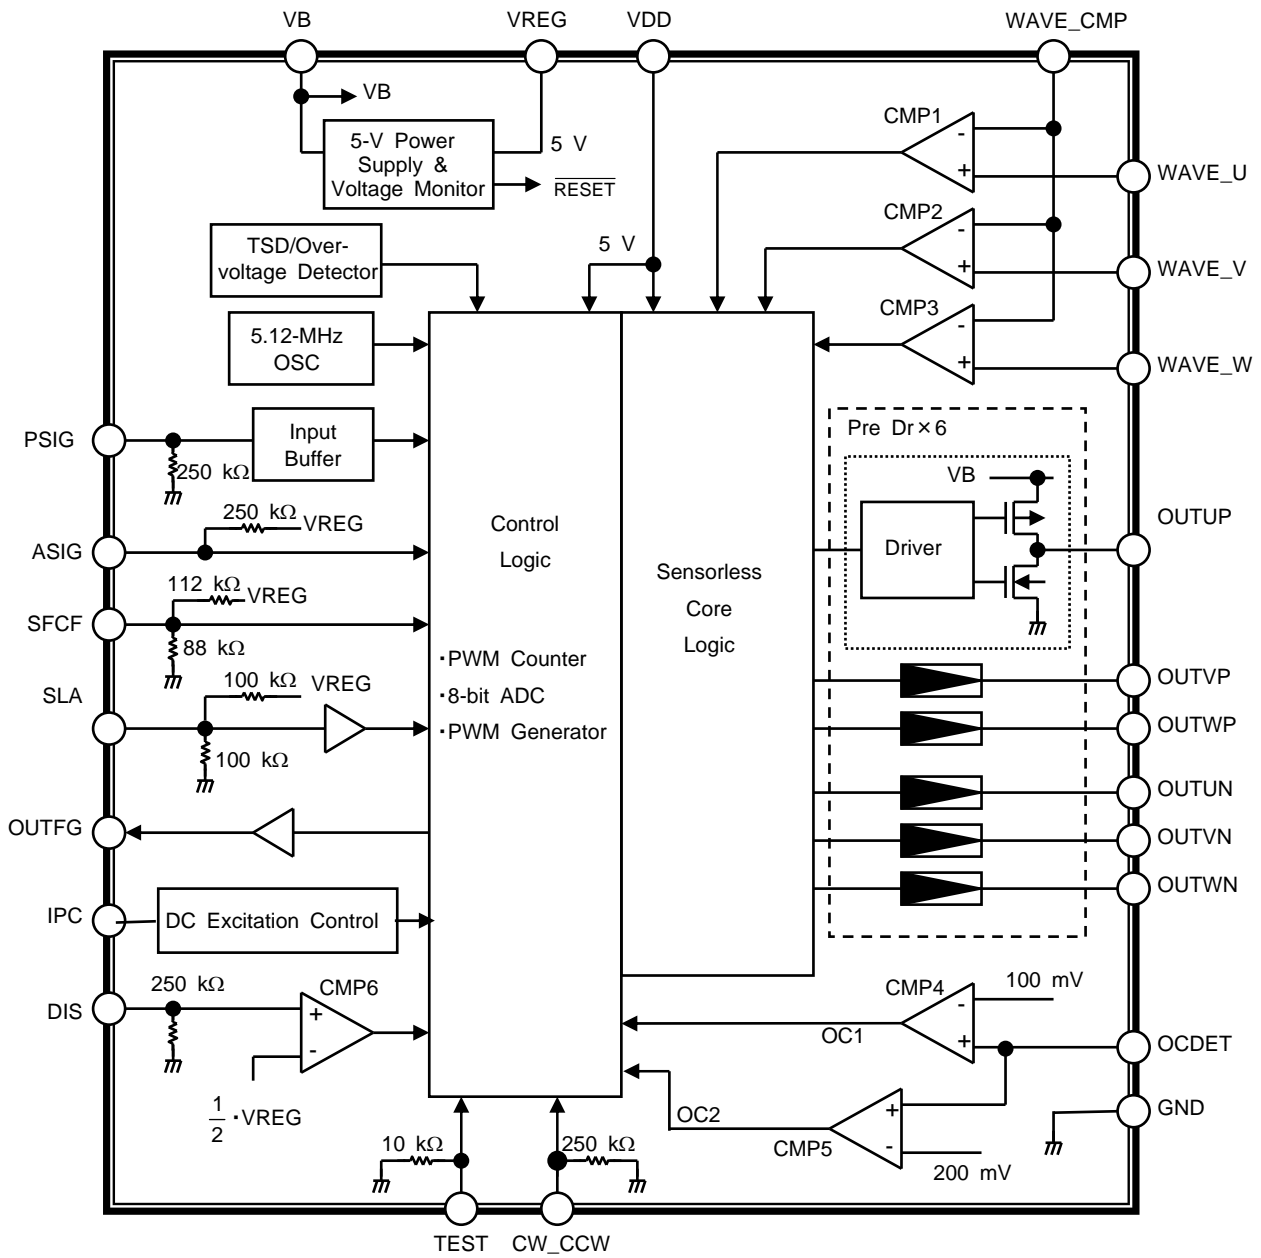 VB
VREG
VDD
WAVE_CMP
VB
5-V Power
Supply &
Voltage Monitor
5 V
RESET
CMP1
WAVE_U
CMP2
WAVE_V
CMP3
WAVE_W
TSD/Over-
voltage Detector
5 V
5.12-MHz
OSC
PSIG
250 kΩ
Input
Buffer
ASIG
250 kΩ
VREG
SFCF
112 kΩ
VREG
88 kΩ
SLA
100 kΩ
VREG
100 kΩ
OUTFG
IPC
DC Excitation Control
DIS
250 kΩ
CMP6
+
-
1/2 ・VREG
Control
Logic
・PWM Counter
・8-bit ADC
・PWM Generator
Sensorless
Core
Logic
Pre Dr×6
VB
Driver
OUTUP
OUTVP
OUTWP
OUTUN
OUTVN
OUTWN
CMP4
100 mV
-
+
OC1
OCDET
OC2
CMP5
+
-
200 mV
GND
10 kΩ
250 kΩ
TEST
CW_CCW
-
+
-
+
-
+